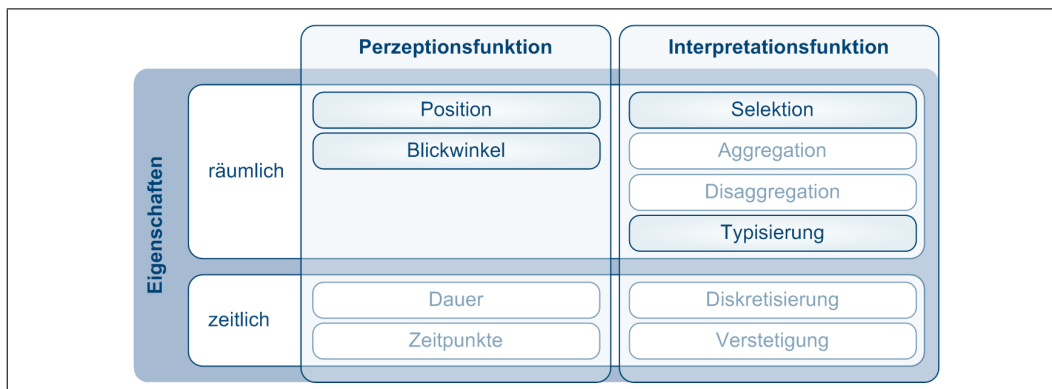 Perzeptionsfunktion
Interpretationsfunktion
Eigenschaften
räumlich
Position
Blickwinkel
Selektion
Aggregation
Disaggregation
Typisierung
zeitlich
Dauer
Zeitpunkte
Diskretisierung
Verstetigung